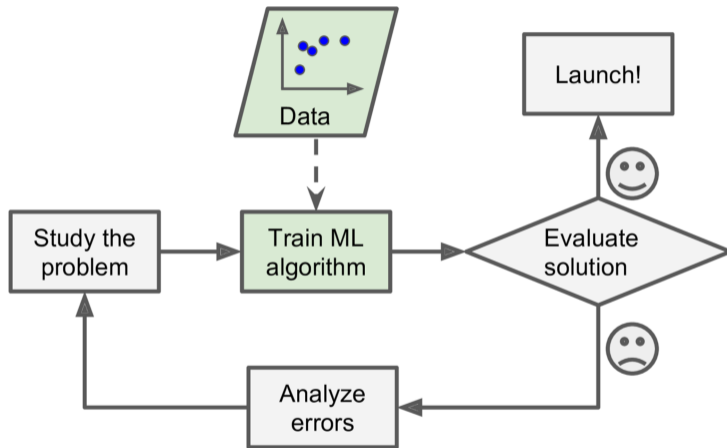 Data
Launch!
Study the
problem
Train ML
algorithm
Evaluate
solution
Analyze
errors